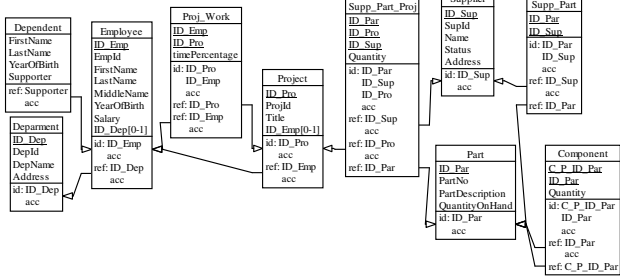 Dependent
FirstName
LastName
YearOfBirth
Supporter
ref: Supporter
acc
Deparment
ID_Dep
DepId
DepName
Address
id: ID_Dep
acc
Employee
ID_Emp
EmpId
FirstName
LastName
MiddleName
YearOfBirth
Salary
ID_Dep[0-1]
id: ID_Emp
acc
ref: ID_Dep
acc
Proj_Work
ID_Emp
ID_Pro
timePercentage
id: ID_Pro
ID_Emp
acc
ref: ID_Pro
ref: ID_Emp
acc
Project
ID_Pro
ProjId
Title
ID_Emp[0-1]
id: ID_Pro
acc
ref: ID_Emp
acc
Supp_Part_Proj
ID_Par
ID_Pro
ID_Sup
Quantity
id: ID_Par
ID_Sup
ID_Pro
acc
ref: ID_Sup
acc
ref: ID_Pro
acc
ref: ID_Par
Supplier
ID_Sup
SupId
Name
Status
Address
id: ID_Sup
acc
Supp_Part
ID_Par
ID_Sup
id: ID_Par
ID_Sup
acc
ref: ID_Sup
acc
ref: ID_Par
Part
ID_Par
PartNo
PartDescription
QuantityOnHand
id: ID_Par
acc
Component
C_P_ID_Par
ID_Par
Quantity
id: C_P_ID_Par
ID_Par
acc
ref: ID_Par
acc
ref: C_P_ID_Par